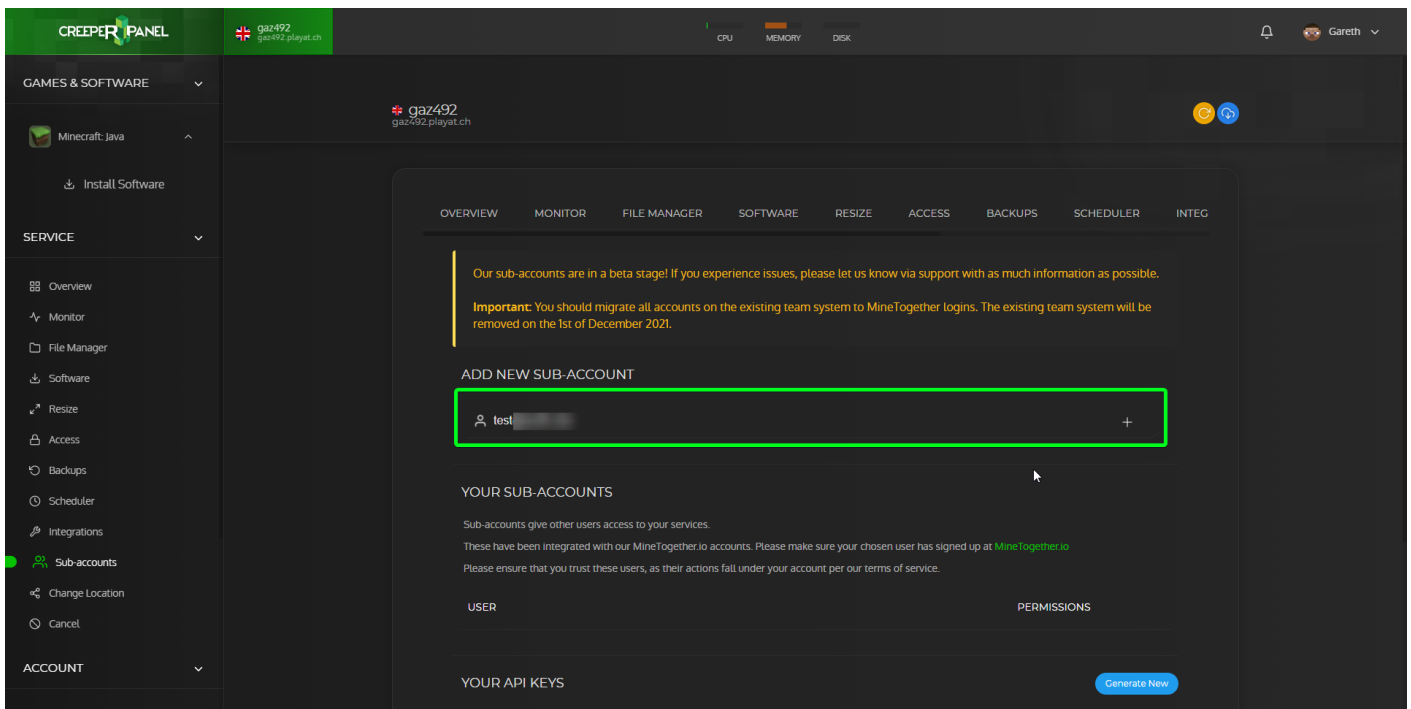 CREEPER PANEL
gaz492
gaz492.playat.ch
CPU
MEMORY
DISK
Gareth
GAMES & SOFTWARE
Minecraft: Java
Install Software
SERVICE
Overview
Monitor
File Manager
Software
Resize
Access
Backups
Scheduler
Integrations
Sub-accounts
Change Location
Cancel
ACCOUNT
gaz492
gaz492.playat.ch
OVERVIEW MONITOR FILE MANAGER SOFTWARE RESIZE ACCESS BACKUPS SCHEDULER INTEG
Our sub-accounts are in a beta stage! If you experience issues, please let us know via support with as much information as possible.
Important: You should migrate all accounts on the existing team system to MineTogether logins. The existing team system will be
removed on the 1st of December 2021.
ADD NEW SUB-ACCOUNT
test
YOUR SUB-ACCOUNTS
Sub-accounts give other users access to your services.
These have been integrated with our MineTogether.io accounts. Please make sure your chosen user has signed up at MineTogether.io
Please ensure that you trust these users, as their actions fall under your account per our terms of service.
USER PERMISSIONS
YOUR API KEYS
Generate New